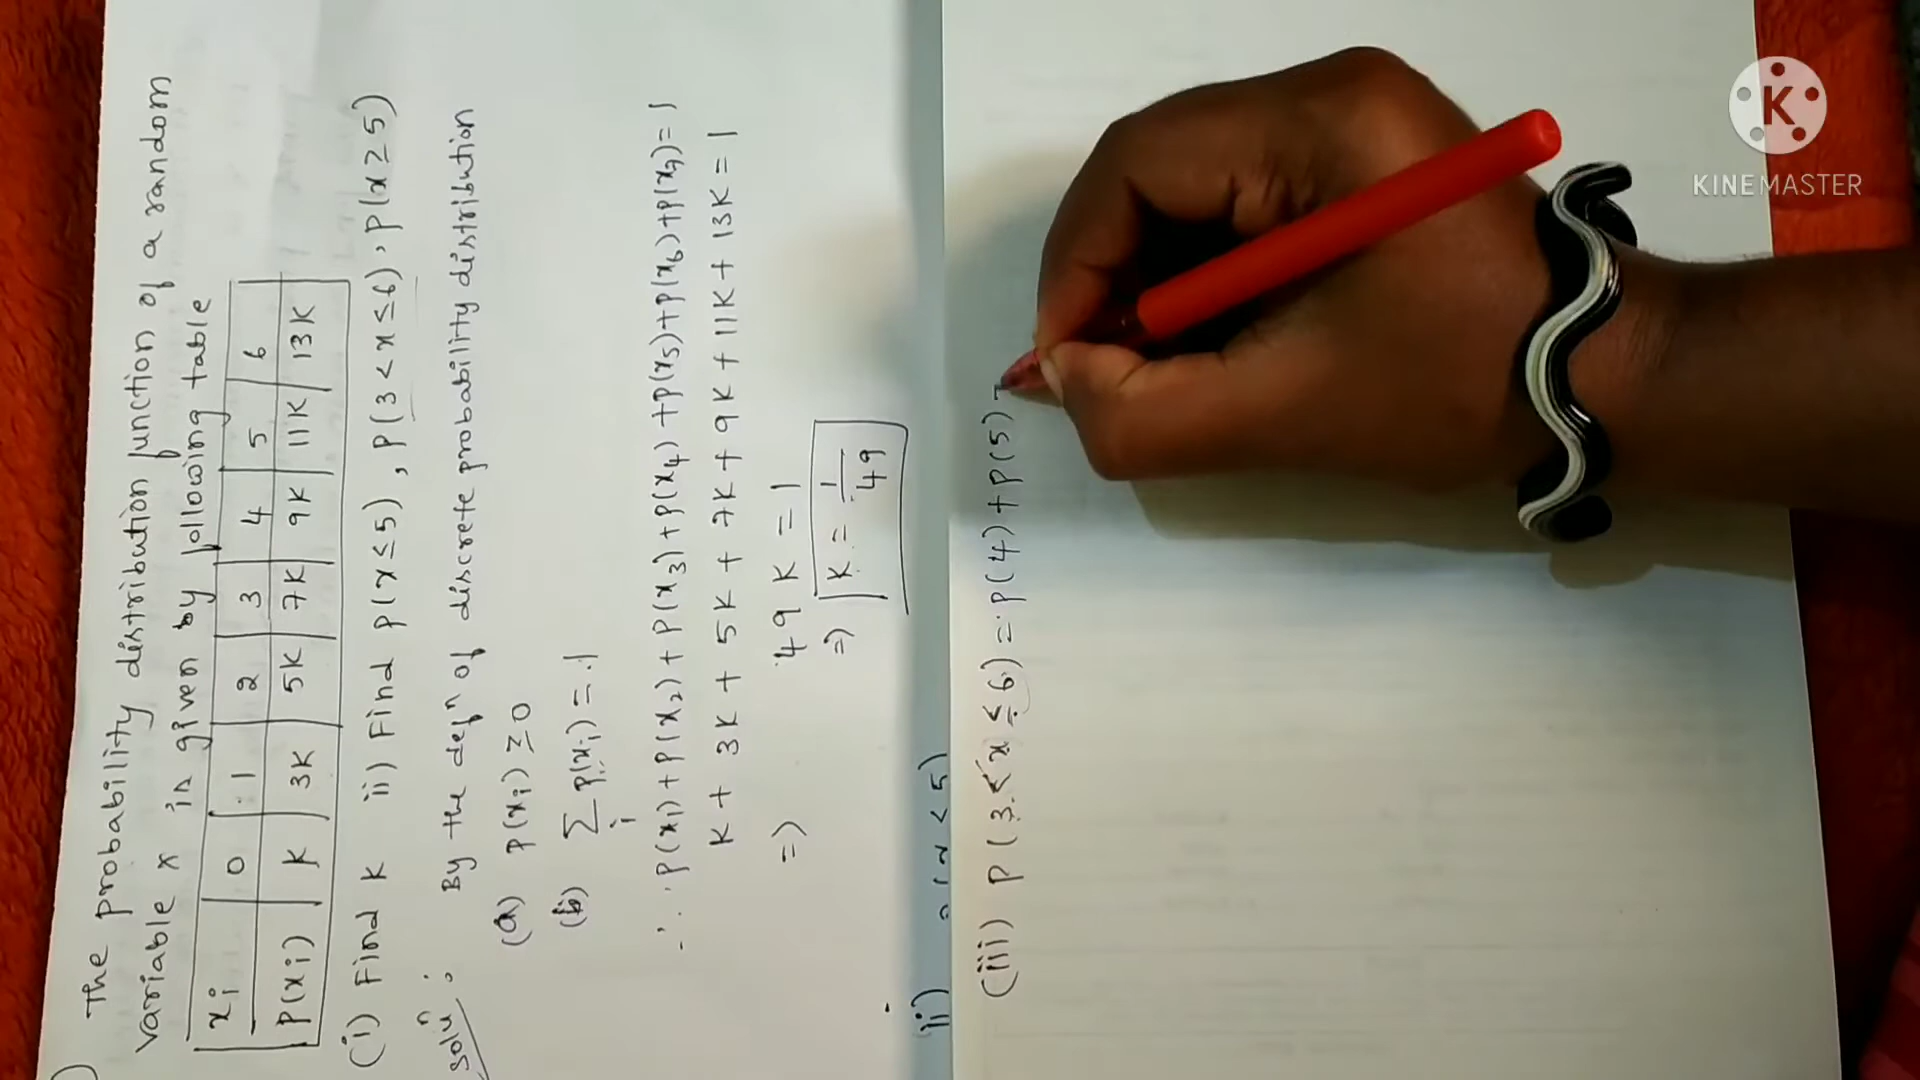 The probability distribution function of a random
variable x is given by following table
xi 0 1 2 3 4 5 6
P(xi) K 3K 5K 7K 9K 11K 13K
(i) Find K ii) Find P(x≤5), P(3<x≤6), P(x≥5)
Solun: By the defn of discrete probability distribution
(a) P(xi) ≥ 0
(b) ∑i P(xi) = 1
∴ P(x1)+P(x2)+P(x3)+P(x4)+P(x5)+P(x6)+P(x7)=1
K + 3K + 5K + 7K + 9K + 11K + 13K = 1
=> 49 K = 1
=> K = 1/49
ii)
(iii) P(3<x≤6) = P(4)+P(5)
KINEMASTER